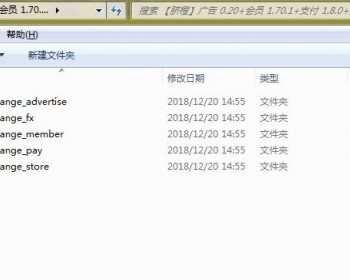 会员 1.70.... 搜索 【脐橙】广告 0.20+会员 1.70.1+支付 1.8.0+
帮助(H)
新建文件夹
修改日期 类型
ange_advertise 2018/12/20 14:55 文件夹
ange_fx 2018/12/20 14:55 文件夹
ange_member 2018/12/20 14:55 文件夹
ange_pay 2018/12/20 14:55 文件夹
ange_store 2018/12/20 14:55 文件夹